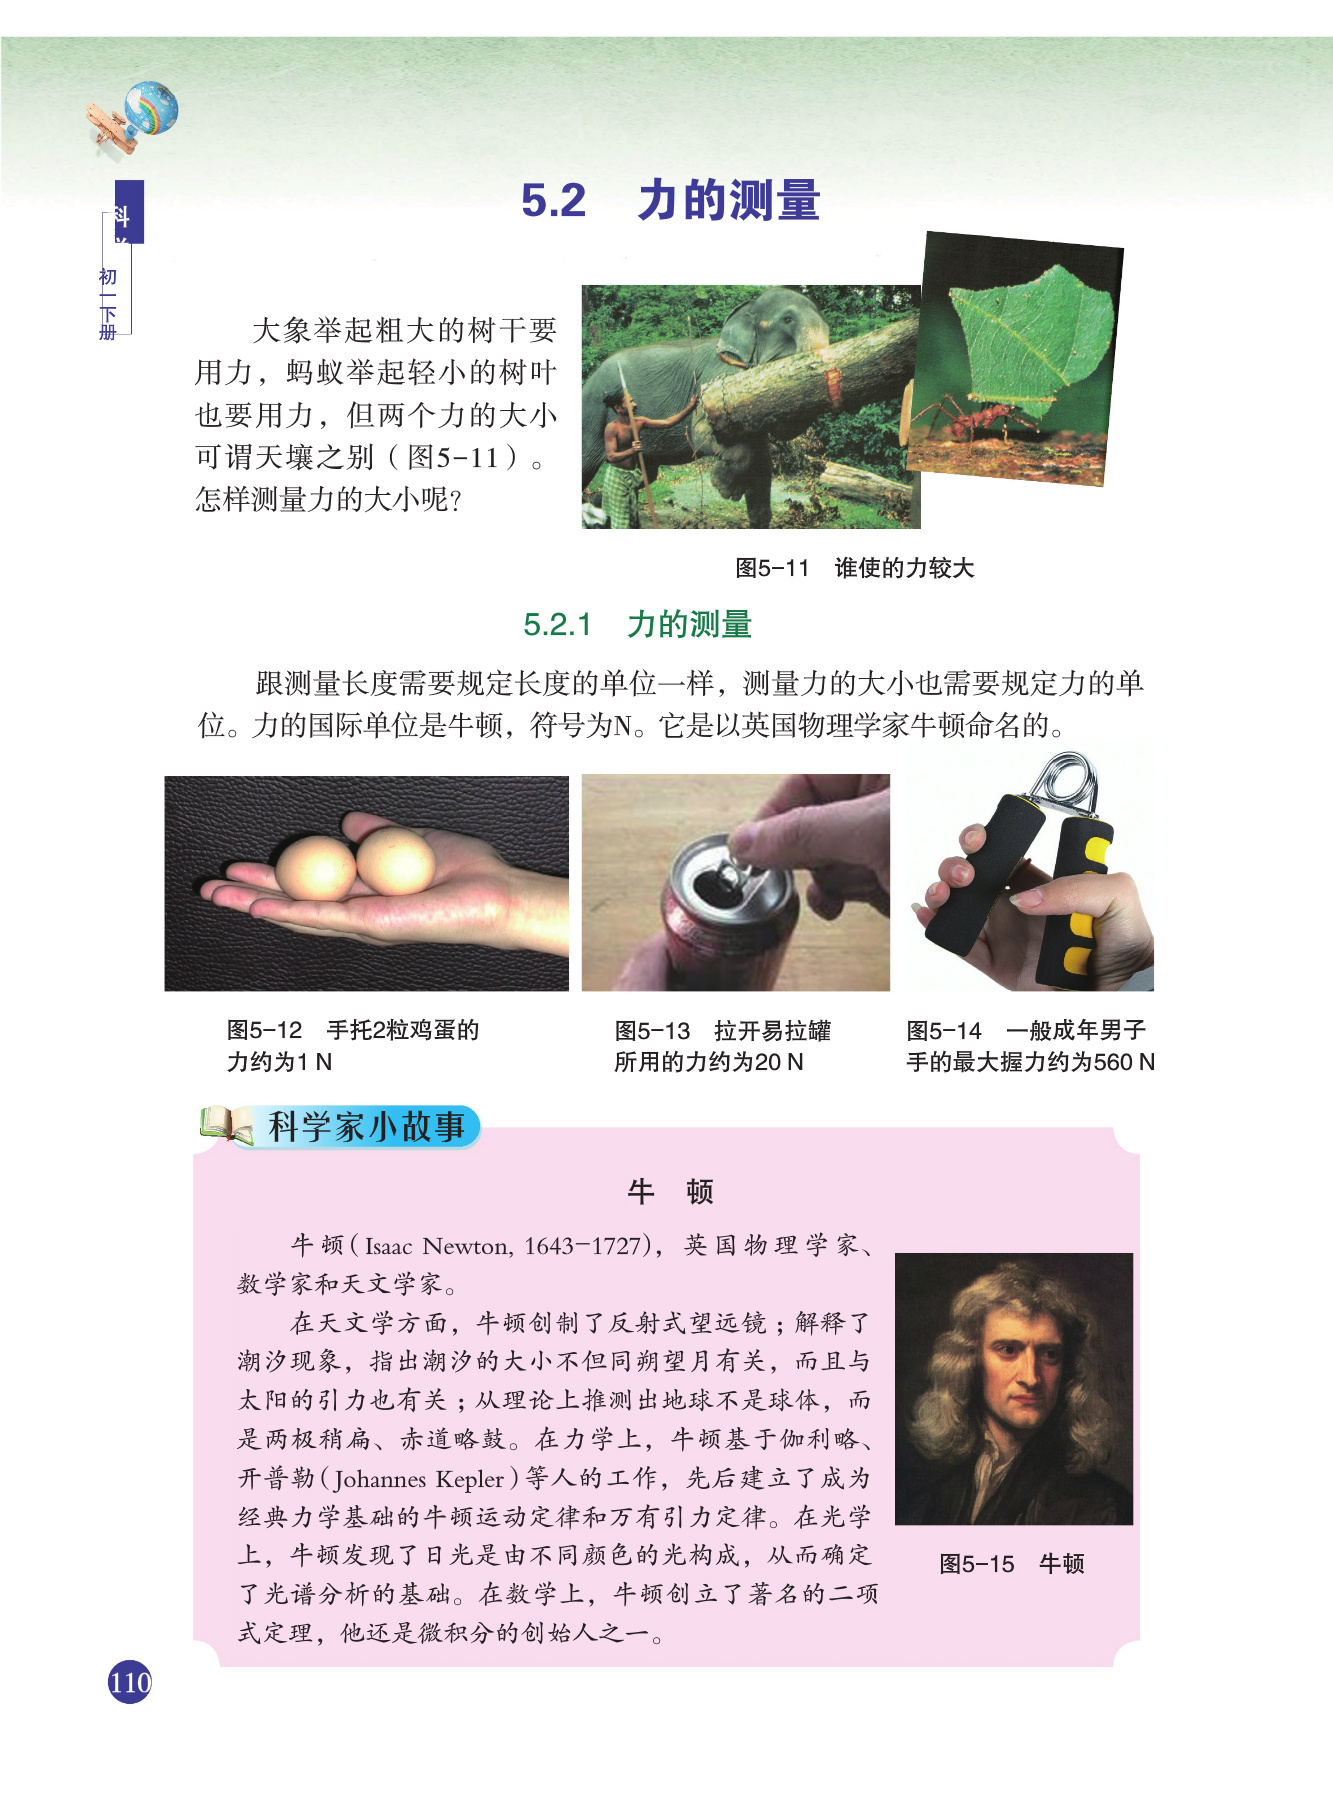 科
初一下册
5.2 力的测量
大象举起粗大的树干要
用力，蚂蚁举起轻小的树叶
也要用力，但两个力的大小
可谓天壤之别（图5-11）。
怎样测量力的大小呢？
图5-11 谁使的力较大
5.2.1 力的测量
跟测量长度需要规定长度的单位一样，测量力的大小也需要规定力的单
位。力的国际单位是牛顿，符号为N。它是以英国物理学家牛顿命名的。
图5-12 手托2粒鸡蛋的
力约为1 N
图5-13 拉开易拉罐
所用的力约为20 N
图5-14 一般成年男子
手的最大握力约为560 N
科学家小故事
牛 顿
牛顿（Isaac Newton, 1643-1727），英国物理学家、
数学家和天文学家。
在天文学方面，牛顿创制了反射式望远镜；解释了
潮汐现象，指出潮汐的大小不但同朔望月有关，而且与
太阳的引力也有关；从理论上推测出地球不是球体，而
是两极稍扁、赤道略鼓。在力学上，牛顿基于伽利略、
开普勒（Johannes Kepler）等人的工作，先后建立了成为
经典力学基础的牛顿运动定律和万有引力定律。在光学
上，牛顿发现了日光是由不同颜色的光构成，从而确定
了光谱分析的基础。在数学上，牛顿创立了著名的二项
式定理，他还是微积分的创始人之一。
图5-15 牛顿
110